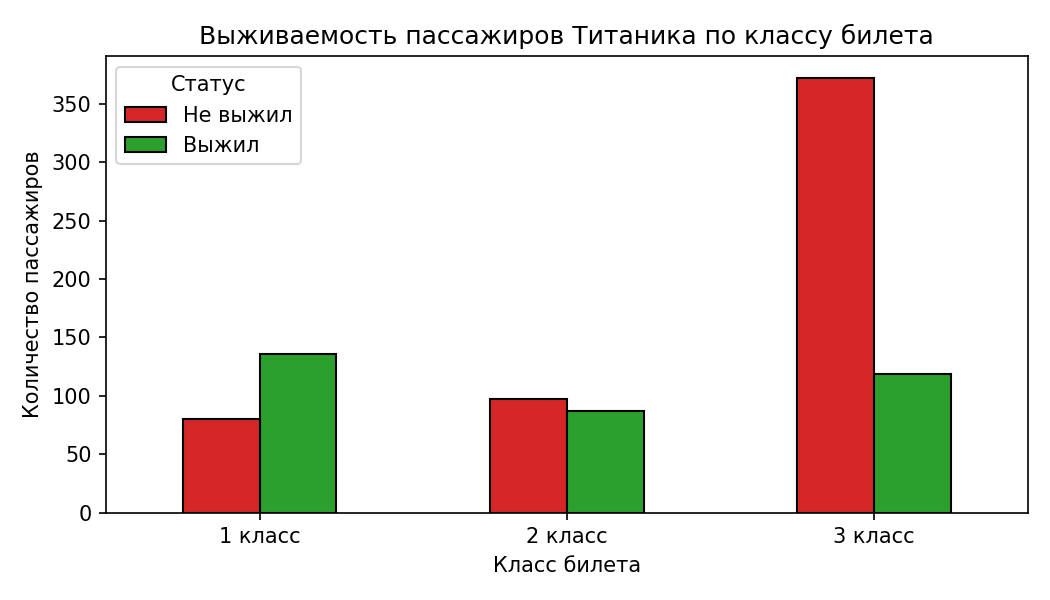 Выживаемость пассажиров Титаника по классу билета
Статус
Не выжил
Выжил
Количество пассажиров
350
300
250
200
150
100
50
0
1 класс
2 класс
3 класс
Класс билета